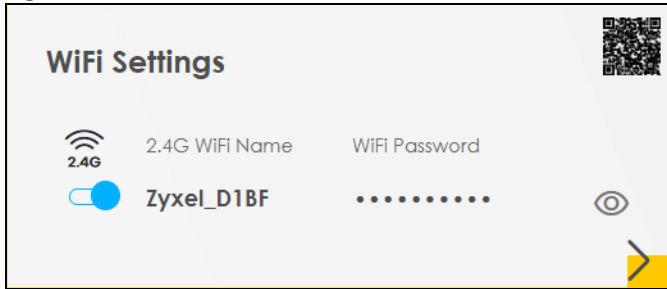 WiFi Settings
2.4G WiFi Name WiFi Password
2.4G
Zyxel_D1BF ••••••••••